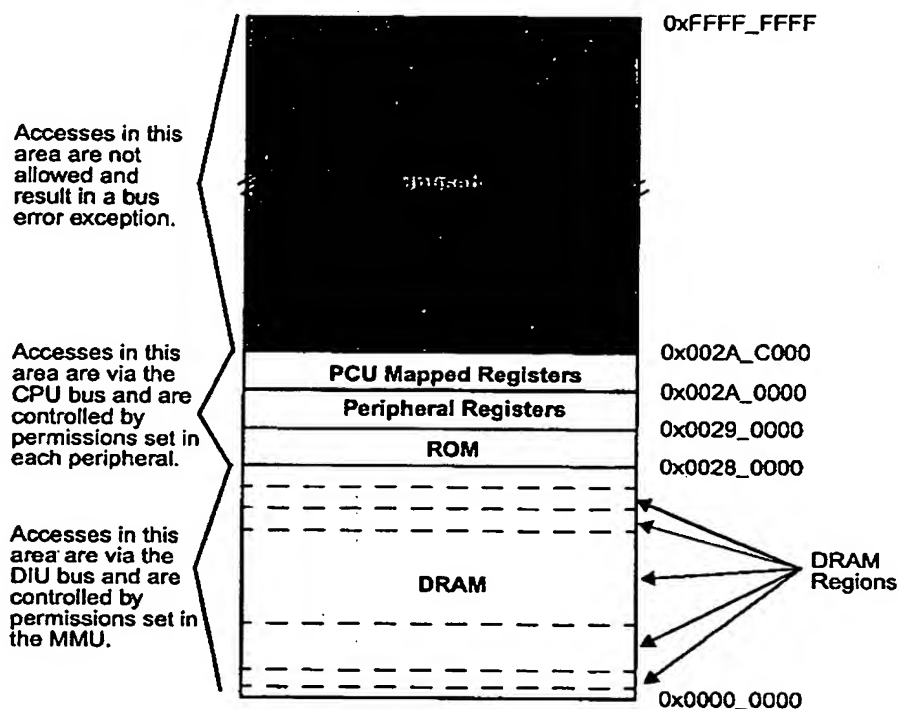 0xFFFF_FFFF
Accesses in this
area are not
allowed and
result in a bus
error exception.
0x002A_C000
Accesses in this
area are via the
CPU bus and are
controlled by
permissions set in
each peripheral.
PCU Mapped Registers
0x002A_0000
Peripheral Registers
0x0029_0000
ROM
0x0028_0000
Accesses in this
area are via the
DIU bus and are
controlled by
permissions set in
the MMU.
DRAM
DRAM
Regions
0x0000_0000